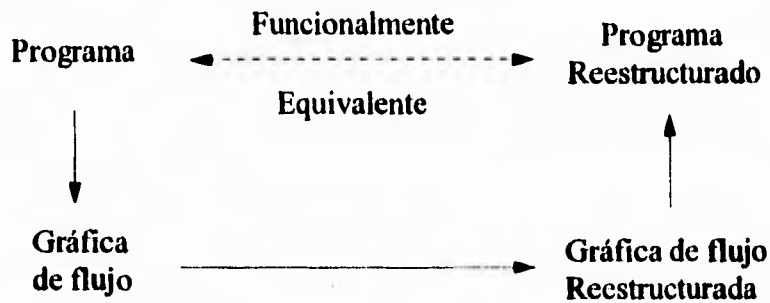 Funcionalmente
Programa
Equivalente
Programa
Reestructurado
Gráfica
de flujo
Gráfica de flujo
Reestructurada